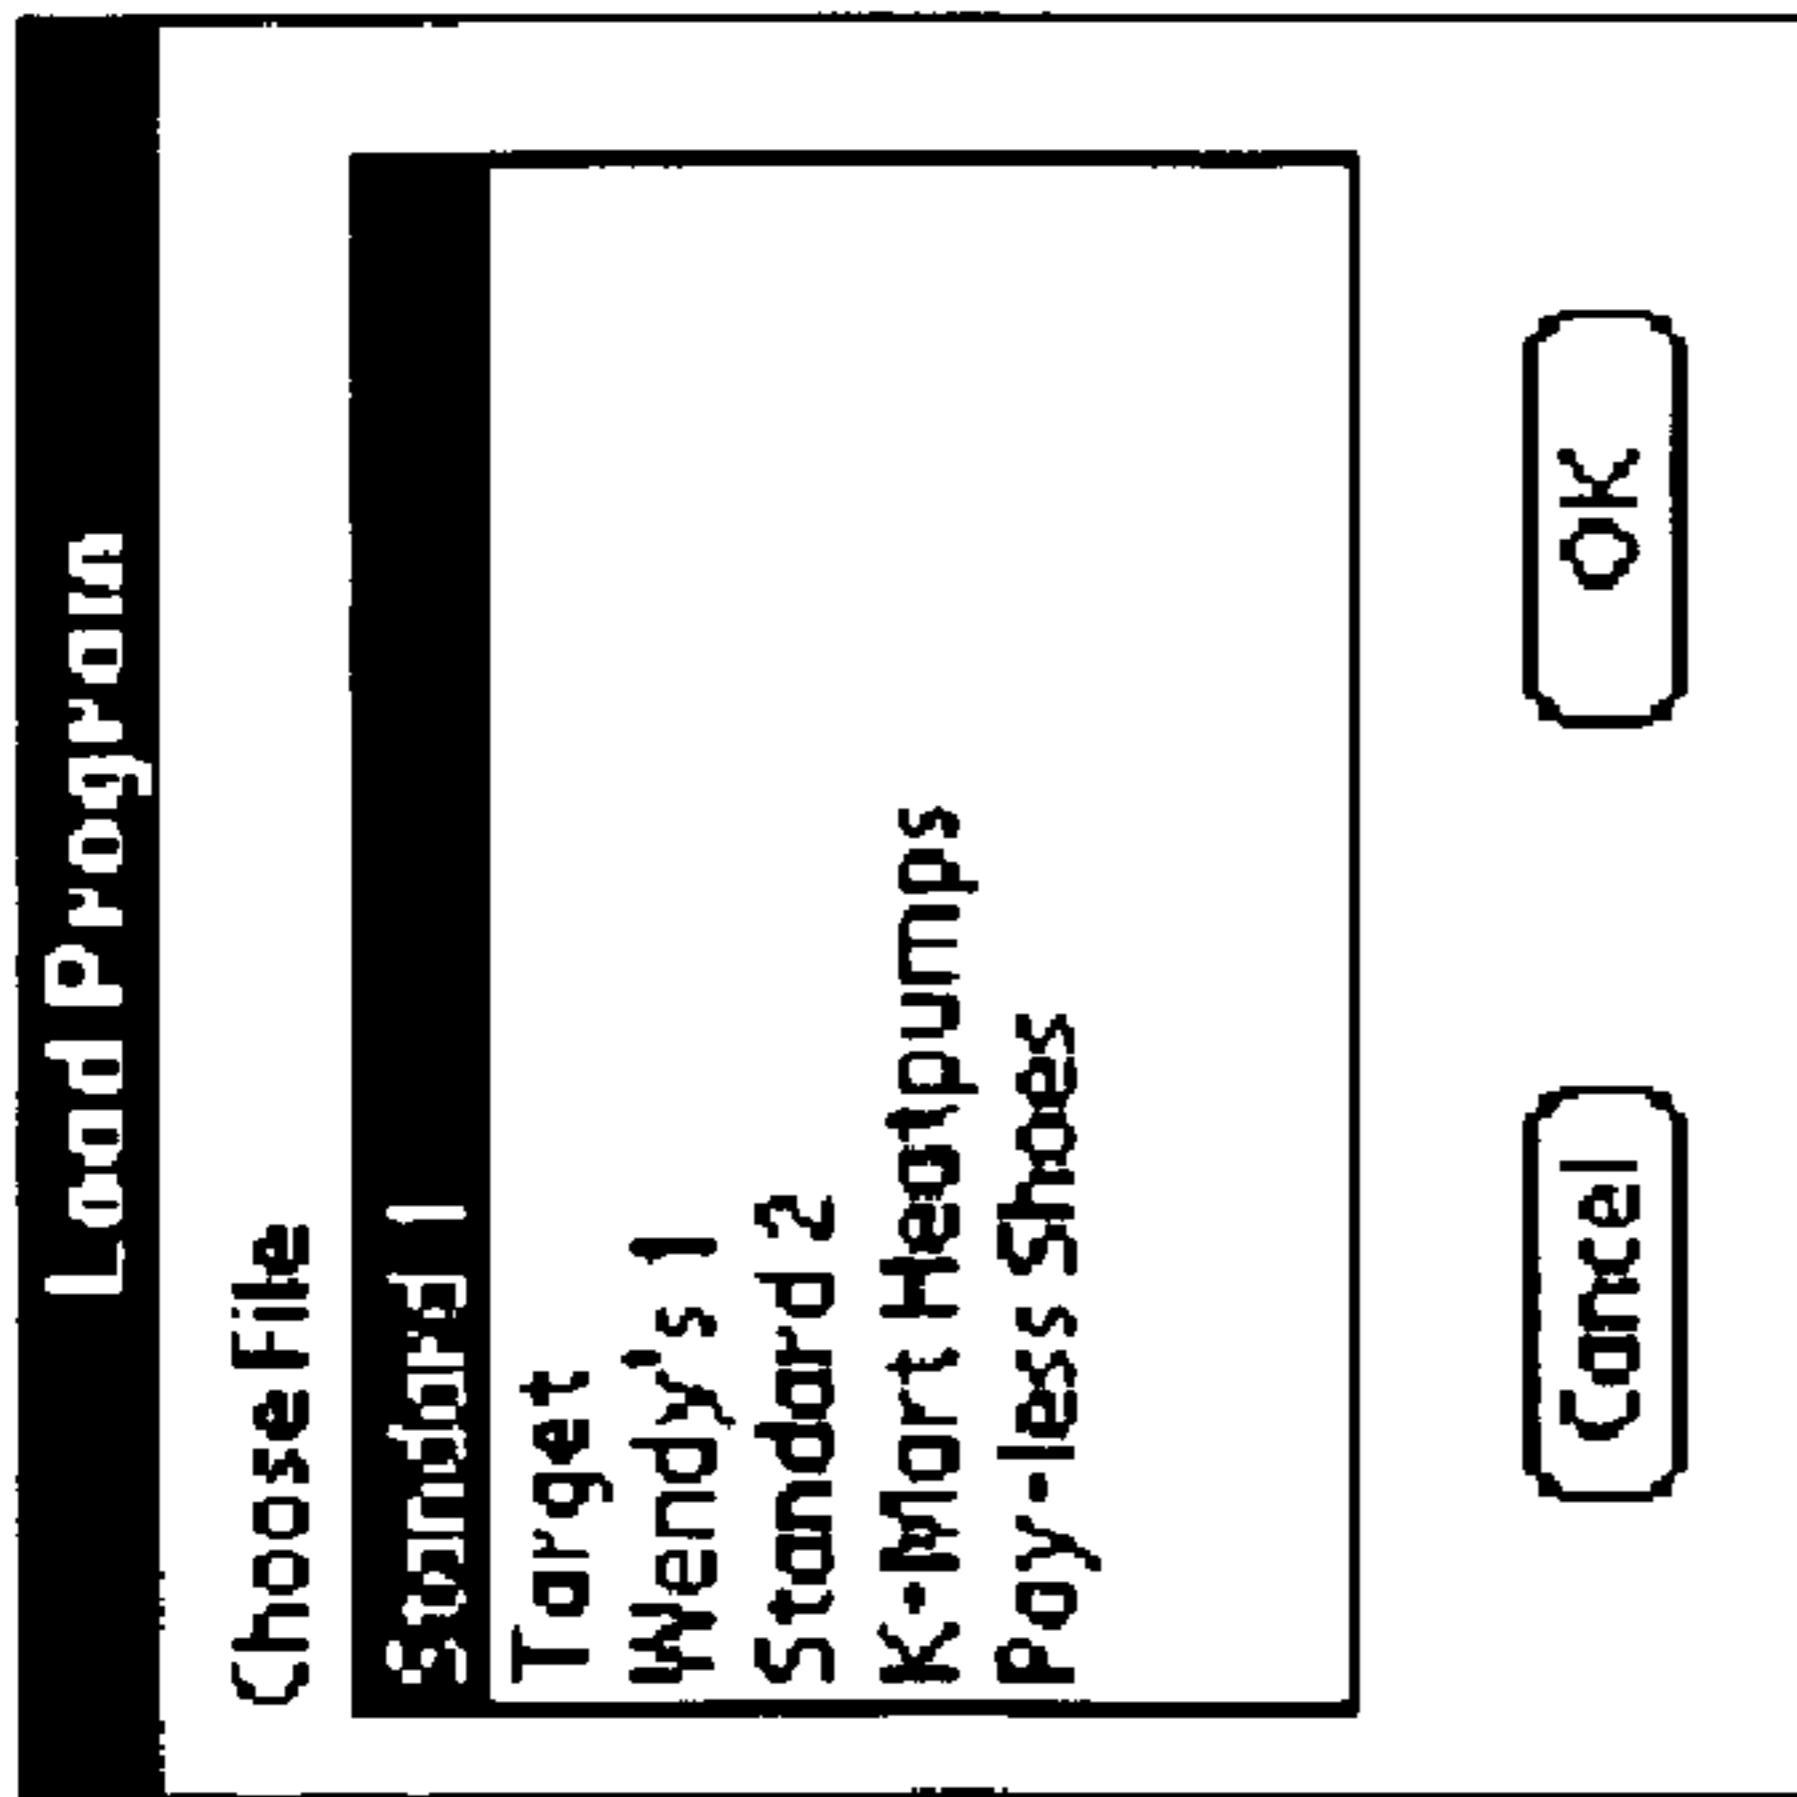 Load Program
Choose File
Standard 1
Target
Wendy's 1
Standard 2
K-Mart Heatpumps
Pay-less Shoes
Cancel OK